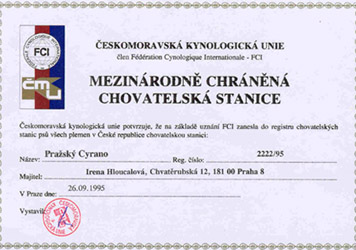 FCI
ČMKU
ČESKOMORAVSKÁ KYNOLOGICKÁ UNIE
člen Fédération Cynologique Internationale - FCI
MEZINÁRODNĚ CHRÁNĚNÁ
CHOVATELSKÁ STANICE
Českomoravská kynologická unie potvrzuje, že na základě uznání FCI zanesla do registru chovatelských
stanic psů všech plemen v České republice chovatelskou stanici:
Název: Pražský Cyrano Reg. číslo: 2222/95
Majitel: Irena Hloucalová, Chvatěrubská 12, 181 00 Praha 8
V Praze dne: 26.09.1995
Vystavil: